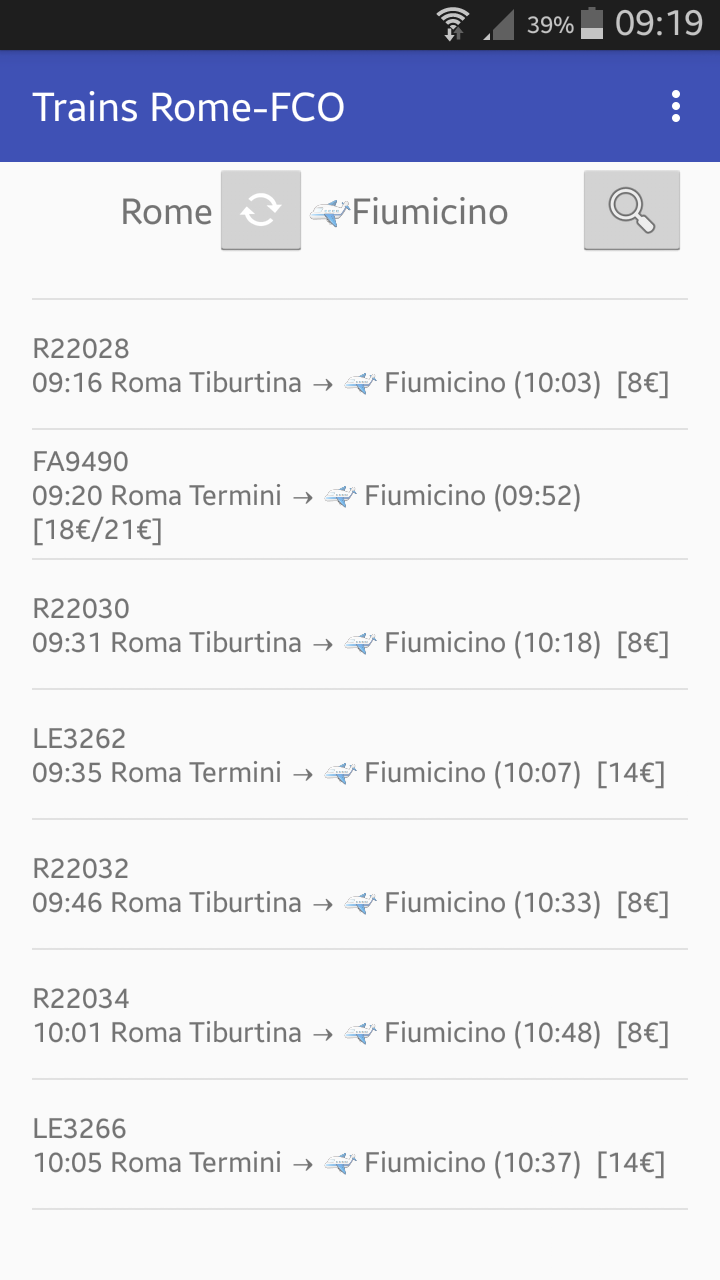 39% 09:19
Trains Rome-FCO
Rome Fiumicino
R22028
09:16 Roma Tiburtina → Fiumicino (10:03) [8€]
FA9490
09:20 Roma Termini → Fiumicino (09:52)
[18€/21€]
R22030
09:31 Roma Tiburtina → Fiumicino (10:18) [8€]
LE3262
09:35 Roma Termini → Fiumicino (10:07) [14€]
R22032
09:46 Roma Tiburtina → Fiumicino (10:33) [8€]
R22034
10:01 Roma Tiburtina → Fiumicino (10:48) [8€]
LE3266
10:05 Roma Termini → Fiumicino (10:37) [14€]